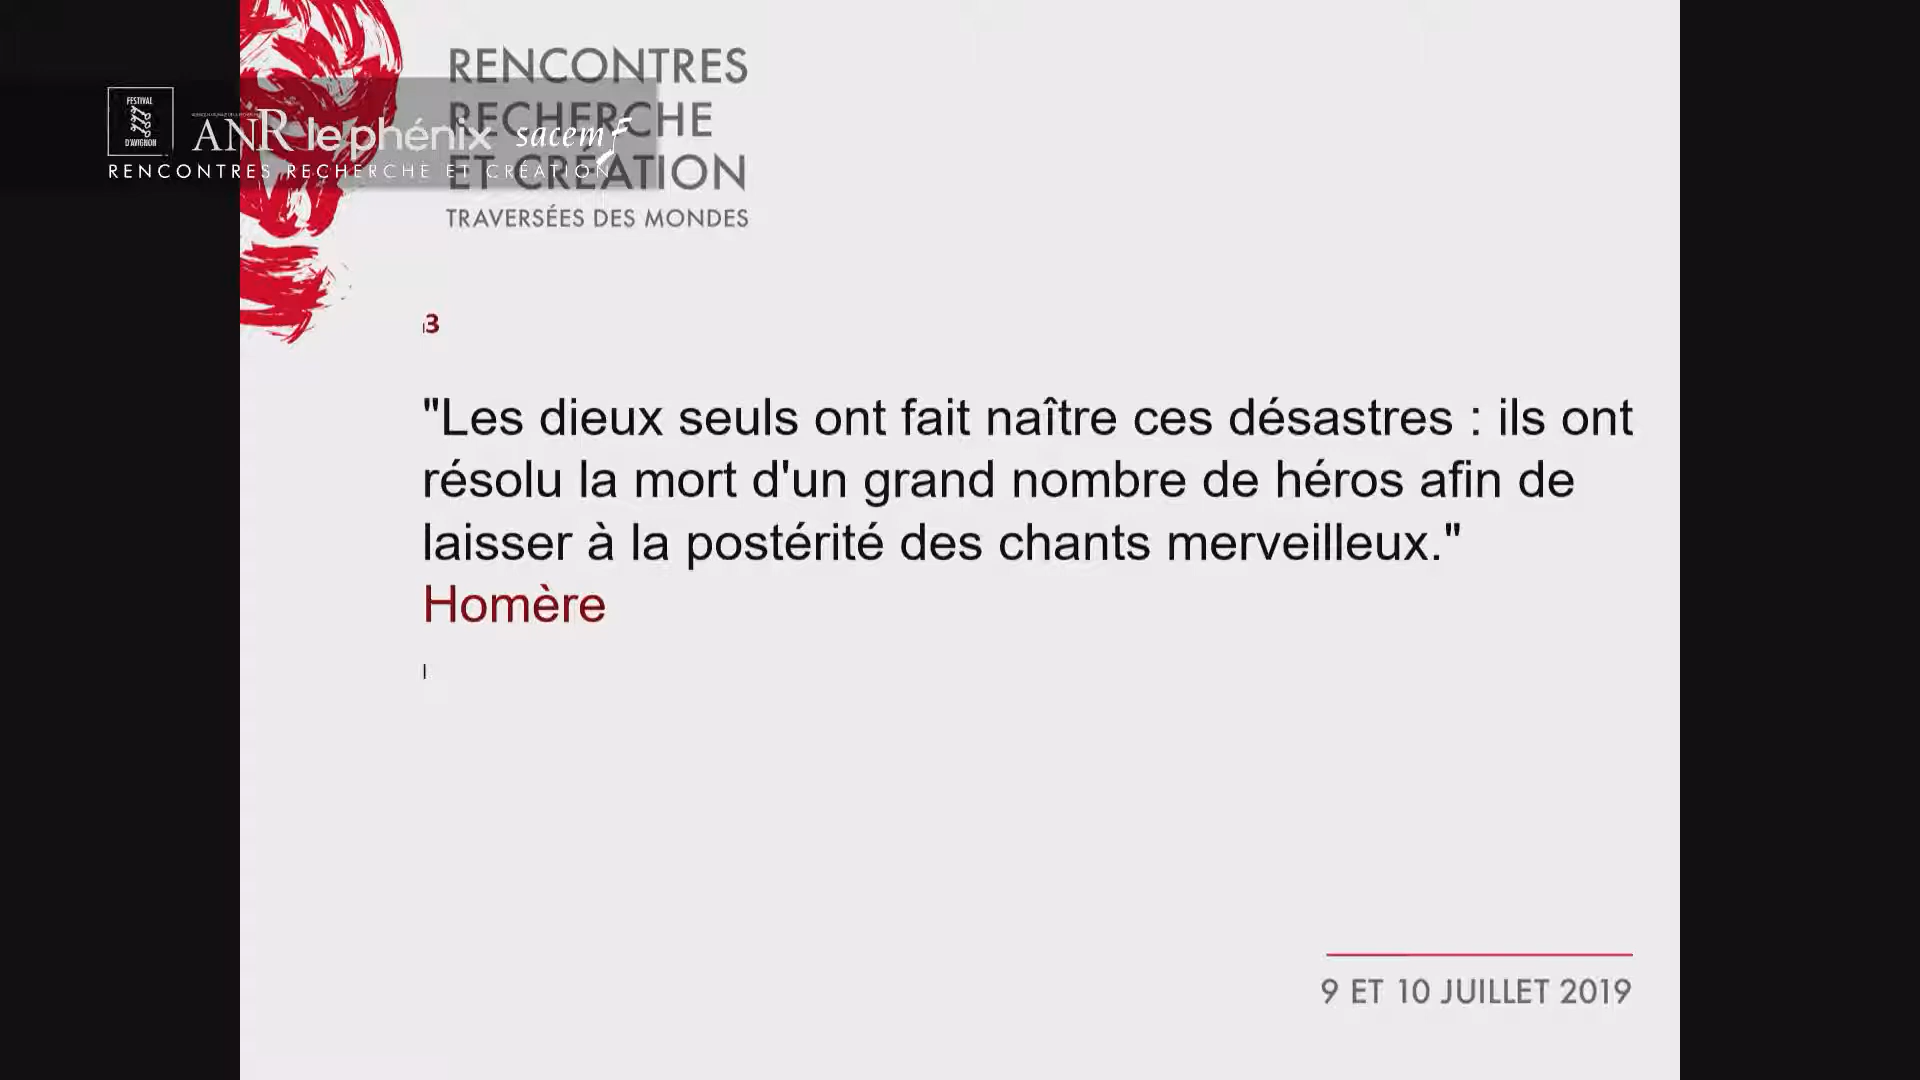 RENCONTRES
RECHERCHE
ET CRÉATION
TRAVERSÉES DES MONDES
FESTIVAL
D'AVIGNON
ANR le phénix sacem
RENCONTRES RECHERCHE ET CRÉATION
3
"Les dieux seuls ont fait naître ces désastres : ils ont
résolu la mort d'un grand nombre de héros afin de
laisser à la postérité des chants merveilleux."
Homère
9 ET 10 JUILLET 2019